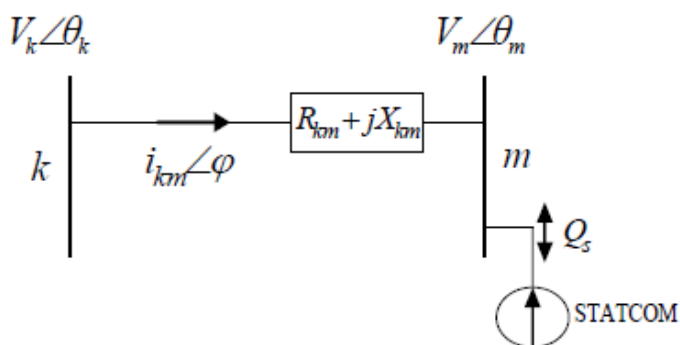 V_k∠θ_k
V_m∠θ_m
R_km+jX_km
i_km∠φ
k
m
Q_s
STATCOM